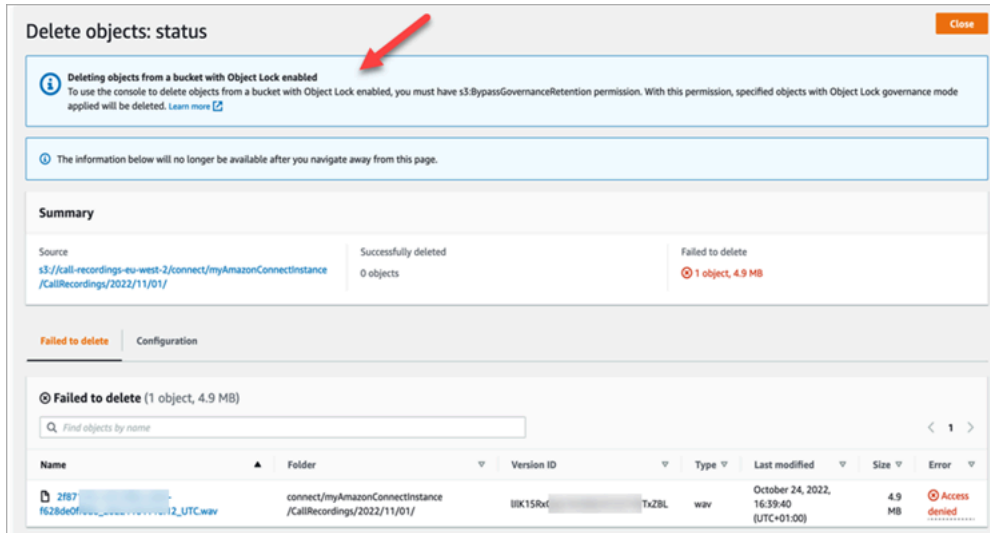 Delete objects: status
Close
Deleting objects from a bucket with Object Lock enabled
To use the console to delete objects from a bucket with Object Lock enabled, you must have s3:BypassGovernanceRetention permission. With this permission, specified objects with Object Lock governance mode
applied will be deleted. Learn more
The information below will no longer be available after you navigate away from this page.
Summary
Source
s3://call-recordings-eu-west-2/connect/myAmazonConnectInstance
/CallRecordings/2022/11/01/
Successfully deleted
0 objects
Failed to delete
1 object, 4.9 MB
Failed to delete
Configuration
Failed to delete (1 object, 4.9 MB)
Find objects by name
1
Name Folder Version ID Type Last modified Size Error
2f87
_UTC.wav
connect/myAmazonConnectInstance
/CallRecordings/2022/11/01/
TxZBL
wav
October 24, 2022,
16:39:40
(UTC+01:00)
4.9
MB
Access
denied